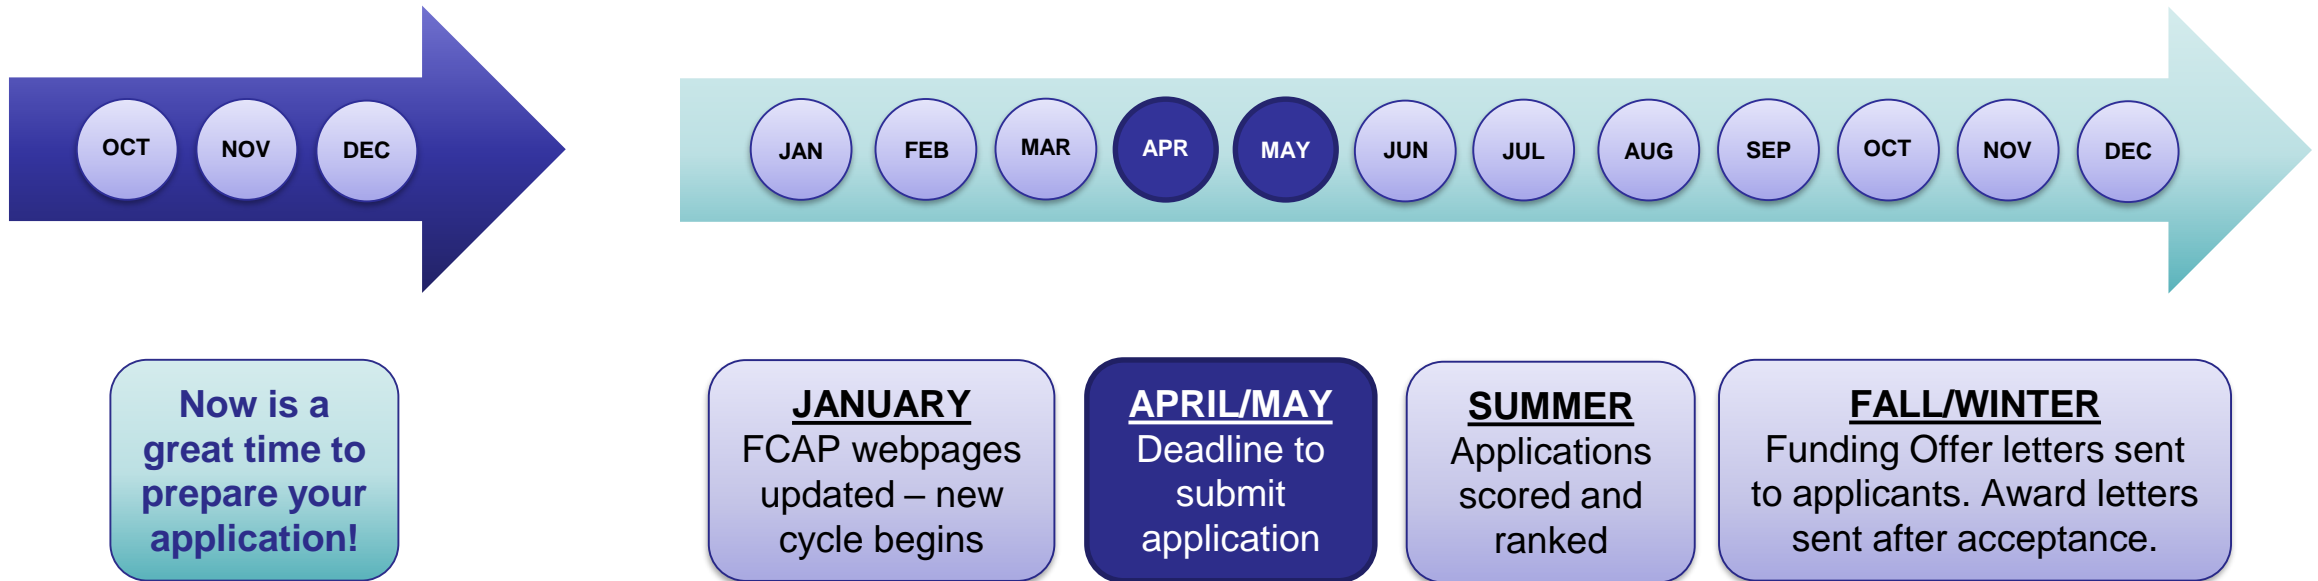 OCT NOV DEC
JAN FEB MAR APR MAY JUN JUL AUG SEP OCT NOV DEC
Now is a
great time to
prepare your
application!
JANUARY
FCAP webpages
updated – new
cycle begins
APRIL/MAY
Deadline to
submit
application
SUMMER
Applications
scored and
ranked
FALL/WINTER
Funding Offer letters sent
to applicants. Award letters
sent after acceptance.